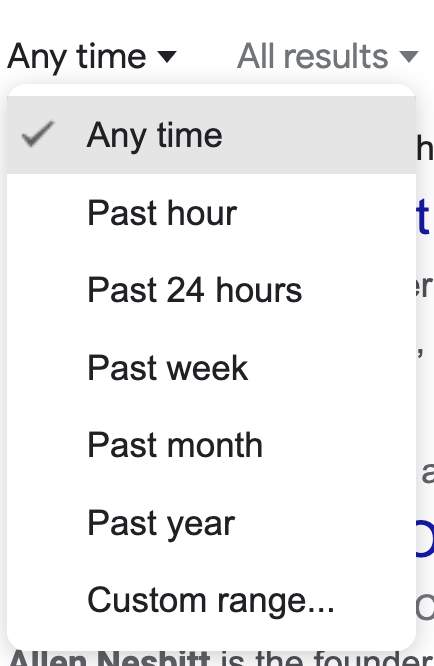 Any time All results
Any time
Past hour
Past 24 hours
Past week
Past month
Past year
Custom range...
Allen Nesbitt is the founder